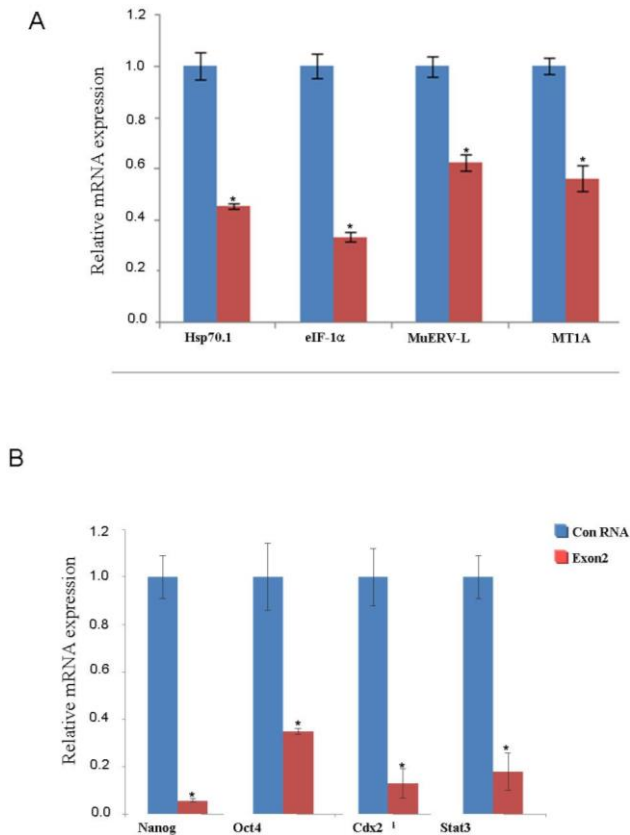 A
Relative mRNA expression
1.2
1.0
0.8
0.6
0.4
0.2
0.0
* * * *
Hsp70.1 eIF-1α MuERV-L MT1A
B
Relative mRNA expression
1.2
1.0
0.8
0.6
0.4
0.2
0.0
* * * *
Nanog Oct4 Cdx2 Stat3
Con RNA
Exon2